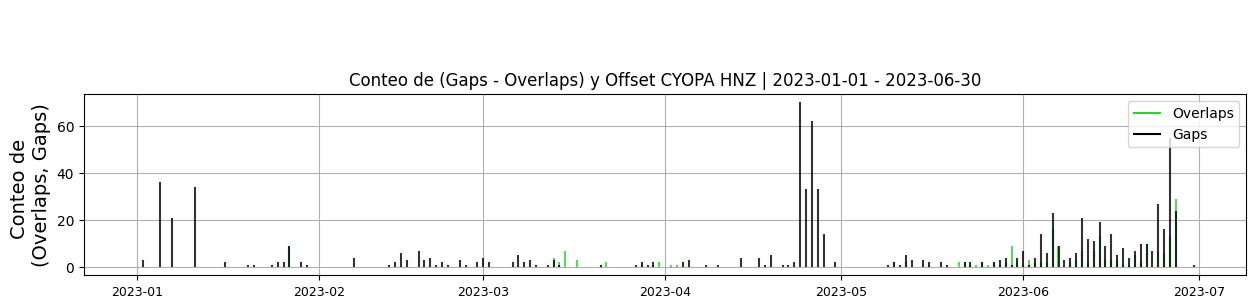 Conteo de (Gaps - Overlaps) y Offset CYOPA HNZ | 2023-01-01 - 2023-06-30
Conteo de
(Overlaps, Gaps)
60
40
20
0
Overlaps
Gaps
2023-01
2023-02
2023-03
2023-04
2023-05
2023-06
2023-07